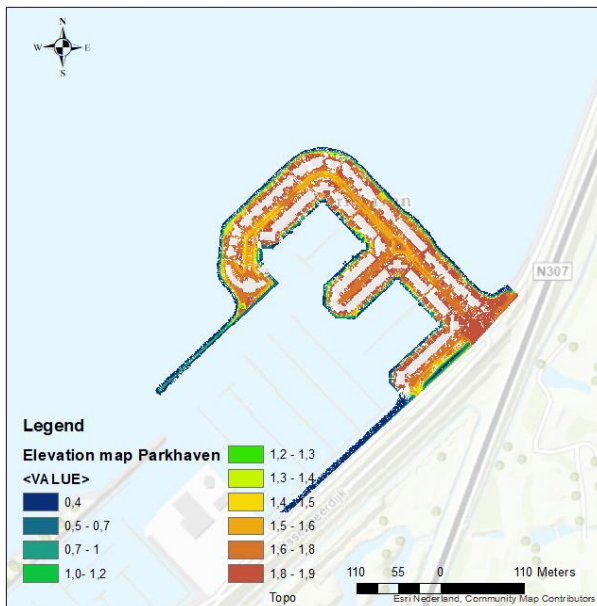 N
W E
S
N307
Legend
Elevation map Parkhaven
<VALUE>
0,4
0,5 - 0,7
0,7 - 1
1,0- 1,2
1,2 - 1,3
1,3 - 1,4
1,4 - 1,5
1,5 - 1,6
1,6 - 1,8
1,8 - 1,9
Topo
110 55 0 110 Meters
Esri Nederland, Community Map Contributors